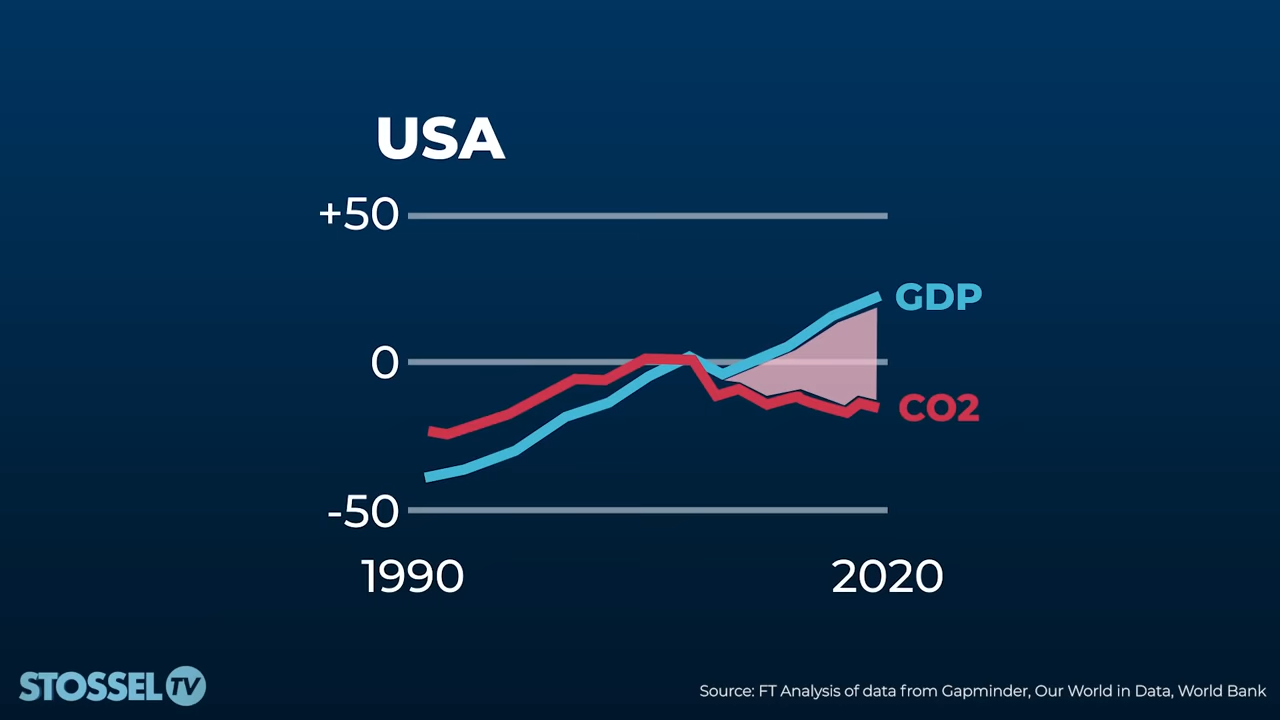 USA
+50
GDP
0
CO2
-50
1990 2020
STOSSEL TV
Source: FT Analysis of data from Gapminder, Our World in Data, World Bank